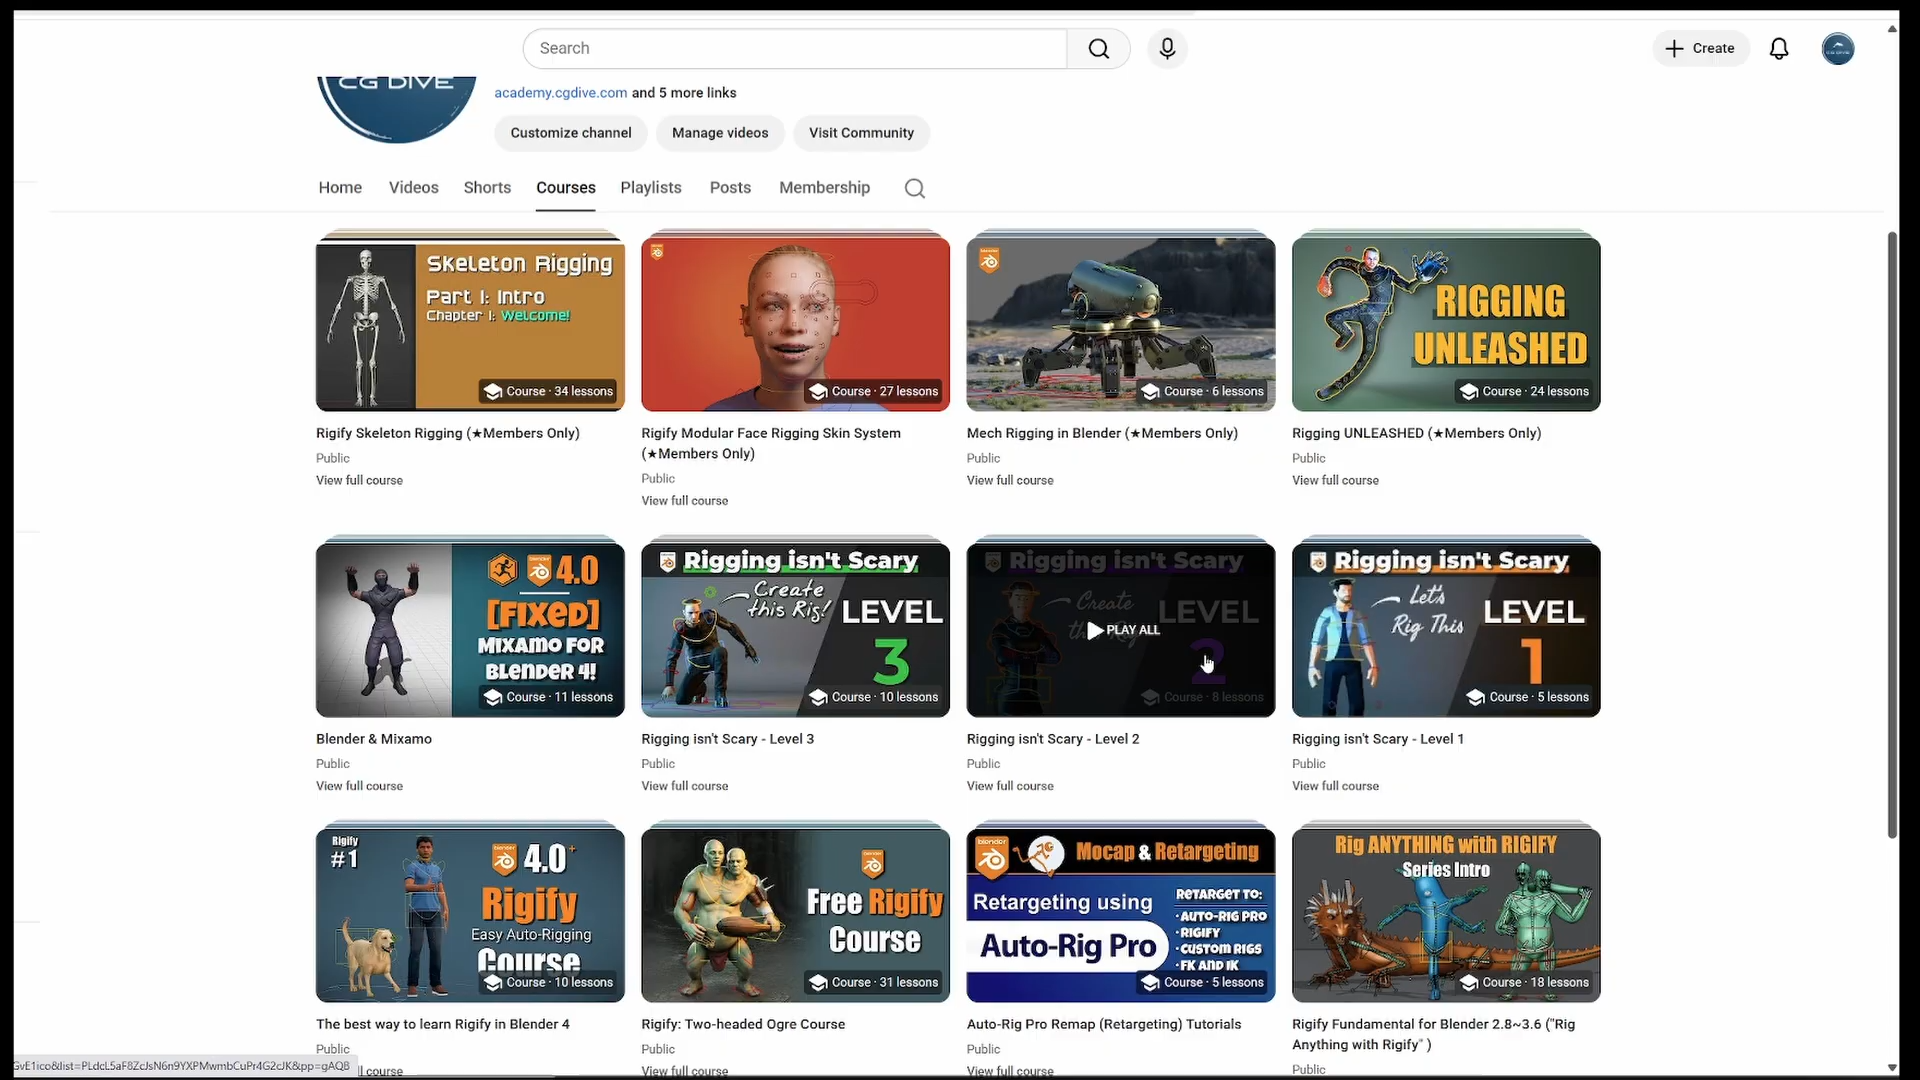 Search
Create
CG DIVE
academy.cgdive.com and 5 more links
Customize channel
Manage videos
Visit Community
Home
Videos
Shorts
Courses
Playlists
Posts
Membership
Skeleton Rigging
Part 1: Intro
Chapter 1: Welcome!
Course · 34 lessons
Course · 27 lessons
Course · 6 lessons
RIGGING
UNLEASHED
Course · 24 lessons
Rigify Skeleton Rigging (★Members Only)
Public
View full course
Rigify Modular Face Rigging Skin System
(★Members Only)
Public
View full course
Mech Rigging in Blender (★Members Only)
Public
View full course
Rigging UNLEASHED (★Members Only)
Public
View full course
4.0
[FIXED]
MIXAMO FOR
BLENDER 4!
Course · 11 lessons
Rigging isn't Scary
Create
this Rig!
LEVEL
3
Course · 10 lessons
Rigging isn't Scary
Create
LEVEL
2
PLAY ALL
Course · 8 lessons
Rigging isn't Scary
Let's
Rig This
LEVEL
1
Course · 5 lessons
Blender & Mixamo
Public
View full course
Rigging isn't Scary - Level 3
Public
View full course
Rigging isn't Scary - Level 2
Public
View full course
Rigging isn't Scary - Level 1
Public
View full course
Rigify
#1
4.0+
Rigify
Easy Auto-Rigging
Course
Course · 10 lessons
Free Rigify
Course
Course · 31 lessons
blender
Mocap & Retargeting
Retargeting using
Auto-Rig Pro
RETARGET TO:
· AUTO-RIG PRO
· RIGIFY
· CUSTOM RIGS
· FK AND IK
Course · 5 lessons
Rig ANYTHING with RIGIFY
Series Intro
Course · 18 lessons
The best way to learn Rigify in Blender 4
Public
Rigify: Two-headed Ogre Course
Public
View full course
Auto-Rig Pro Remap (Retargeting) Tutorials
Public
View full course
Rigify Fundamental for Blender 2.8~3.6 ("Rig
Anything with Rigify" )
Public
GvE1ico&list=PLdcL5aF8ZcJsN6n9YXPMwmbCuPr4G2cJK&pp=gAQB
l course